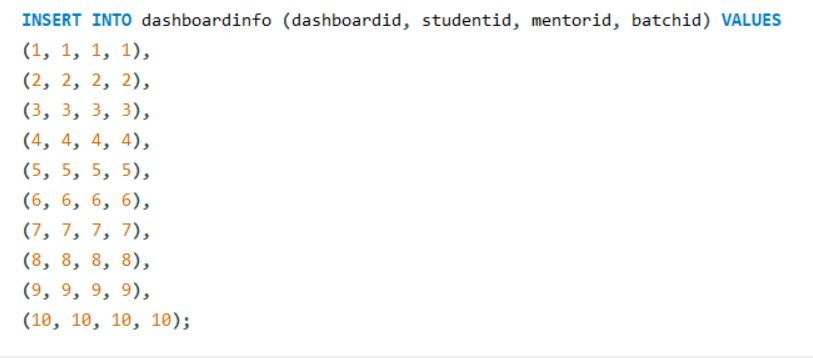 INSERT INTO dashboardinfo (dashboardid, studentid, mentorid, batchid) VALUES
(1, 1, 1, 1),
(2, 2, 2, 2),
(3, 3, 3, 3),
(4, 4, 4, 4),
(5, 5, 5, 5),
(6, 6, 6, 6),
(7, 7, 7, 7),
(8, 8, 8, 8),
(9, 9, 9, 9),
(10, 10, 10, 10);